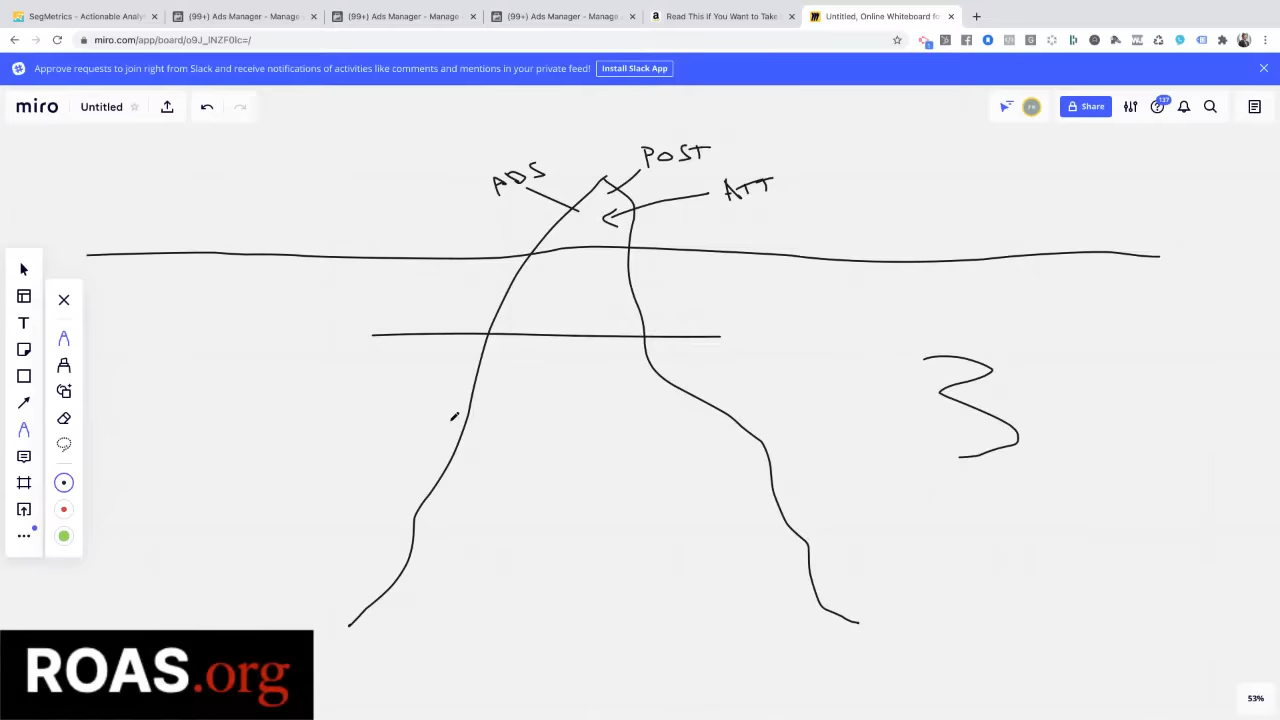 SegMetrics - Actionable Analy
(99+) Ads Manager - Manage
(99+) Ads Manager - Manage
(99+) Ads Manager - Manage
Read This if You Want to Take
Untitled, Online Whiteboard fo
miro.com/app/board/o9J_lNZF0lc=/
Approve requests to join right from Slack and receive notifications of activities like comments and mentions in your private feed! Install Slack App
miro Untitled
Share
137
POST
ADS
ATT
3
T
53%
ROAS.org